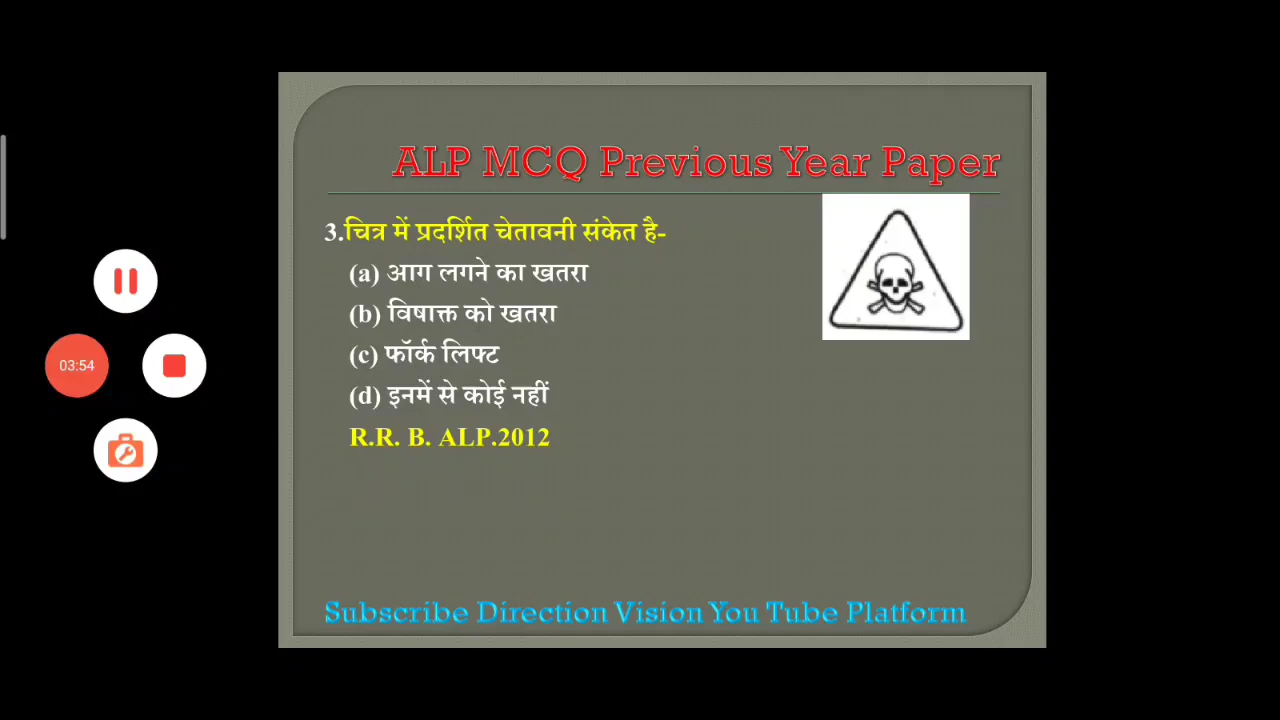 ALP MCQ Previous Year Paper
3.चित्र में प्रदर्शित चेतावनी संकेत है-
(a) आग लगने का खतरा
(b) विषाक्त को खतरा
(c) फॉर्क लिफ्ट
(d) इनमें से कोई नहीं
R.R. B. ALP.2012
03:54
Subscribe Direction Vision You Tube Platform